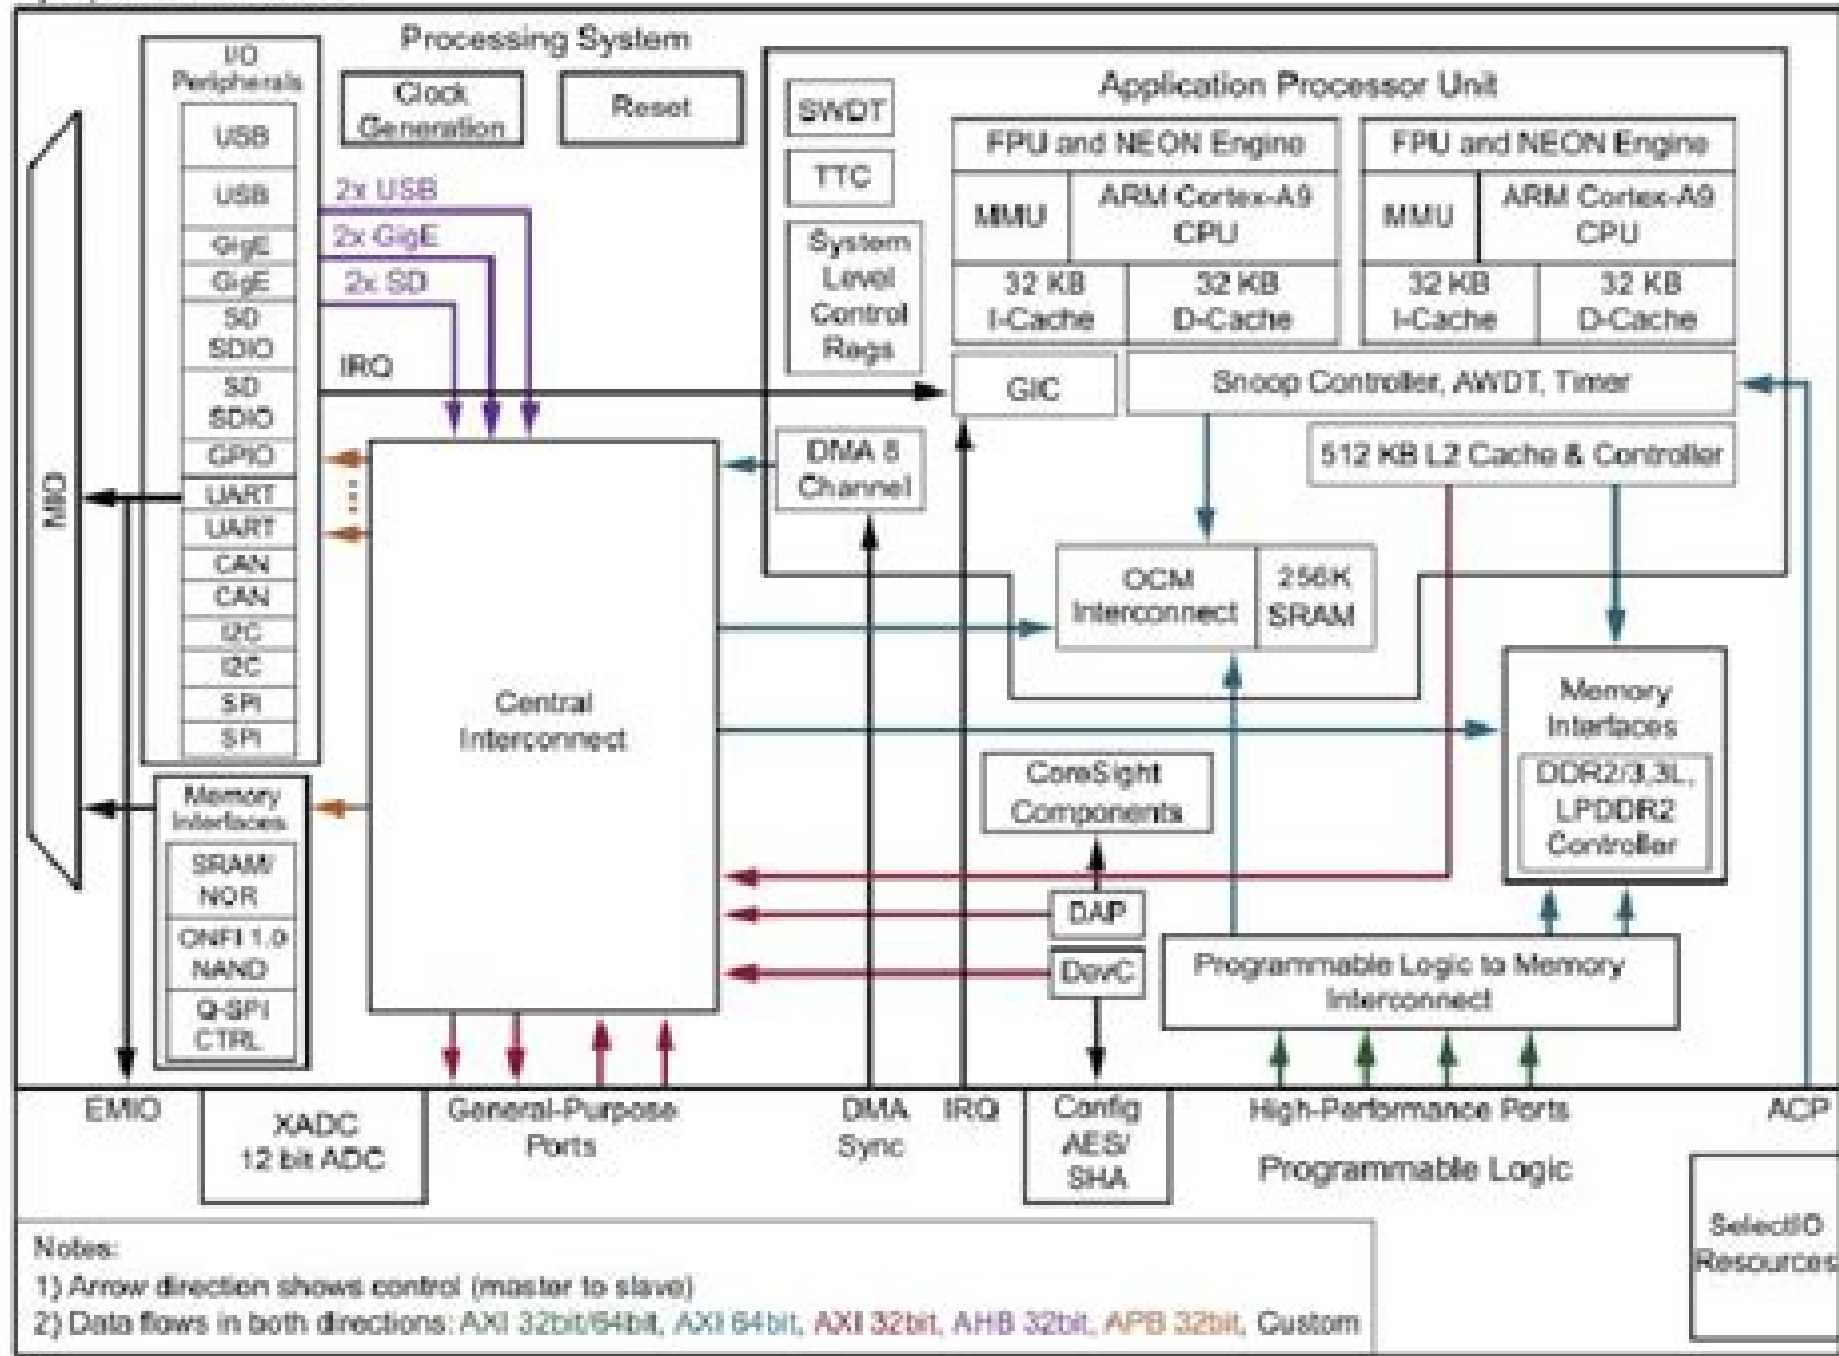 Processing System
I/O
Peripherals
USB
USB
GigE
GigE
SD
SDIO
SD
SDIO
GPIO
UART
UART
CAN
CAN
I2C
I2C
SPI
SPI
MIO
Clock
Generation
Reset
2x USB
2x GigE
2x SD
IRQ
Application Processor Unit
SWDT
TTC
System
Level
Control
Regs
FPU and NEON Engine
MMU
ARM Cortex-A9
CPU
32 KB
I-Cache
32 KB
D-Cache
FPU and NEON Engine
MMU
ARM Cortex-A9
CPU
32 KB
I-Cache
32 KB
D-Cache
GIC
Snoop Controller, AWDT, Timer
DMA 8
Channel
512 KB L2 Cache & Controller
OCM
Interconnect
256K
SRAM
Central
Interconnect
Memory
Interfaces
DDR2/3,3L,
LPDDR2
Controller
CoreSight
Components
DAP
DevC
Programmable Logic to Memory
Interconnect
Memory
Interfaces
SRAM/
NOR
ONFI 1.0
NAND
Q-SPI
CTRL
EMIO
XADC
12 bit ADC
General-Purpose
Ports
DMA
Sync
IRQ
Config
AES/
SHA
High-Performance Ports
ACP
Programmable Logic
SelectIO
Resources
Notes:
1) Arrow direction shows control (master to slave)
2) Data flows in both directions: AXI 32bit/64bit, AXI 64bit, AXI 32bit, AHB 32bit, APB 32bit, Custom